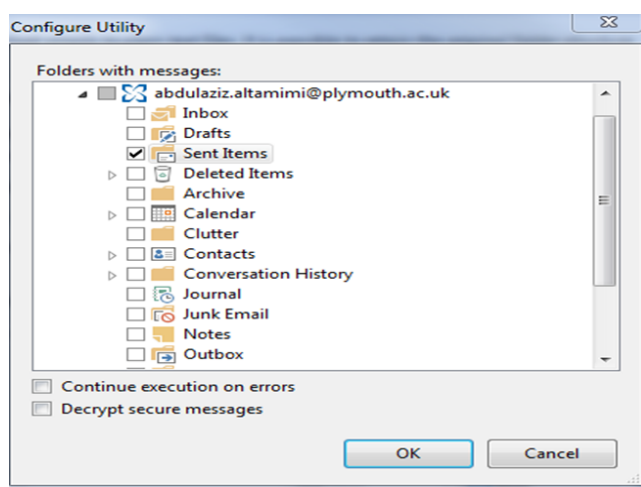 Configure Utility
Folders with messages:
abdulaziz.altamimi@plymouth.ac.uk
Inbox
Drafts
Sent Items
Deleted Items
Archive
Calendar
Clutter
Contacts
Conversation History
Journal
Junk Email
Notes
Outbox
Continue execution on errors
Decrypt secure messages
OK Cancel